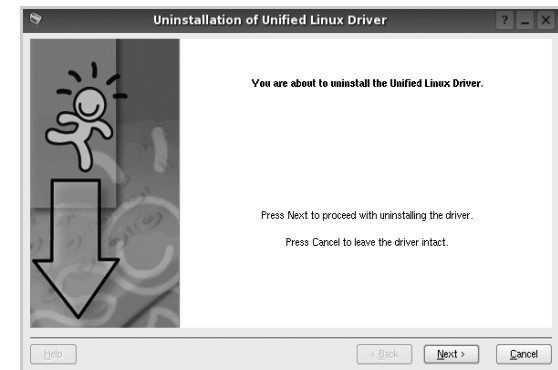 Uninstallation of Unified Linux Driver
You are about to uninstall the Unified Linux Driver.
Press Next to proceed with uninstalling the driver.
Press Cancel to leave the driver intact.
Help
< Back
Next >
Cancel